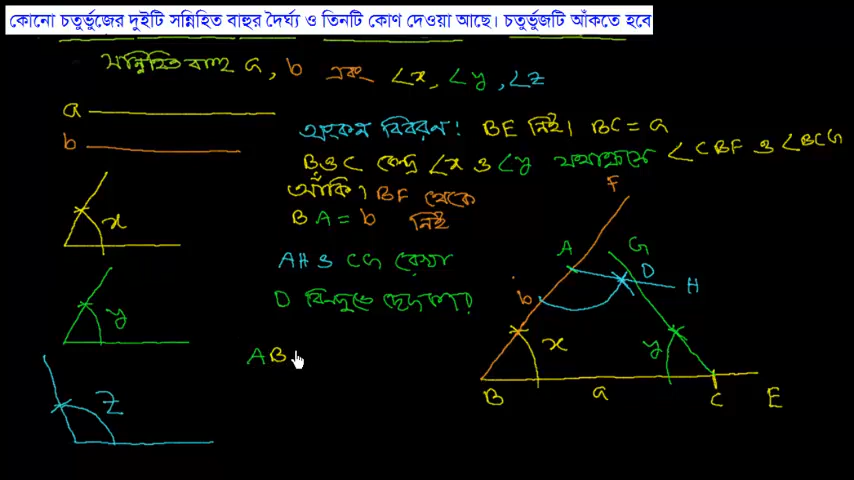 কোনো চতুর্ভুজের দুইটি সন্নিহিত বাহুর দৈর্ঘ্য ও তিনটি কোণ দেওয়া আছে। চতুর্ভুজটি আঁকতে হবে
সন্নিহিত বাহু a, b এবং ∠x, ∠y, ∠z
a
b
x
y
z
অংকন বিবরণ: BE নিই। BC = a
B ও C কেন্দ্রে ∠x ও ∠y যথাক্রমে ∠CBF ও ∠BCG
আঁকি। BF থেকে
BA = b নিই
AH ও CG রেখা
D বিন্দুতে ছেদ করে
AB
F
A
G
D
H
b
x
y
B
a
C
E